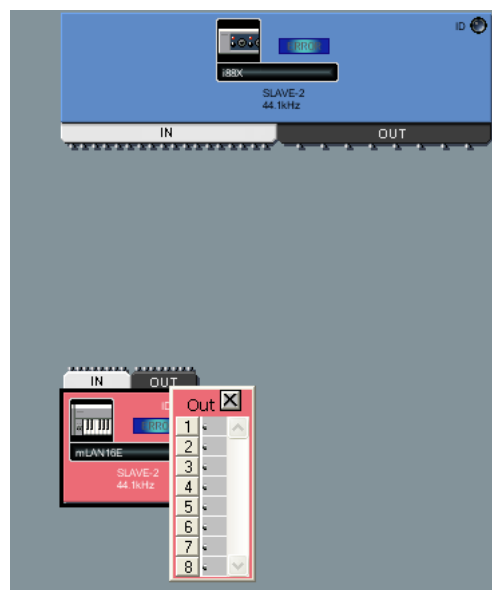 ID
ERRO
i88X
SLAVE-2
44.1kHz
IN
OUT
IN
OUT
mLAN16E
SLAVE-2
44.1kHz
Out
1
2
3
4
5
6
7
8